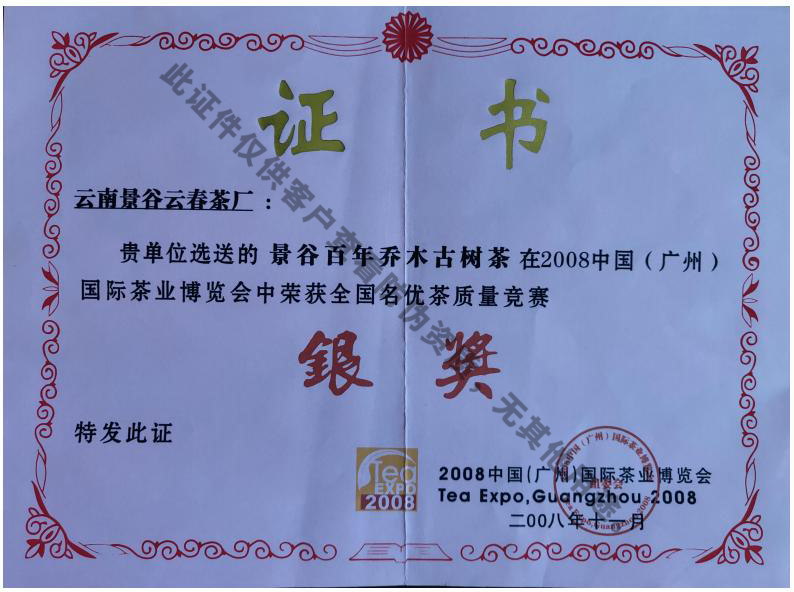 证 书
云南景谷云春茶厂：
贵单位选送的 景谷百年乔木古树茶 在2008中国（广州）
国际茶业博览会中荣获全国名优茶质量竞赛
銀奖
特发此证
Tea
EXPO
2008
2008中国(广州)国际茶业博览会
Tea Expo,Guangzhou 2008
二00八年十一月
组委会
此证件仅供客户查看防伪资料，无其他用途